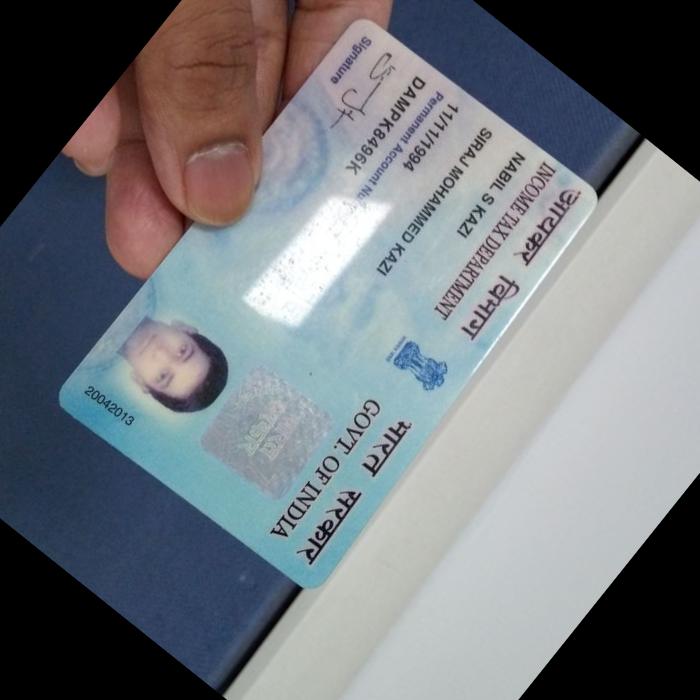 आयकर विभाग
INCOME TAX DEPARTMENT
भारत सरकार
GOVT. OF INDIA
NABIL S KAZI
SIRAJ MOHAMMED KAZI
11/11/1994
Permanent Account Nu
DAMPK8496K
Signature
20042013